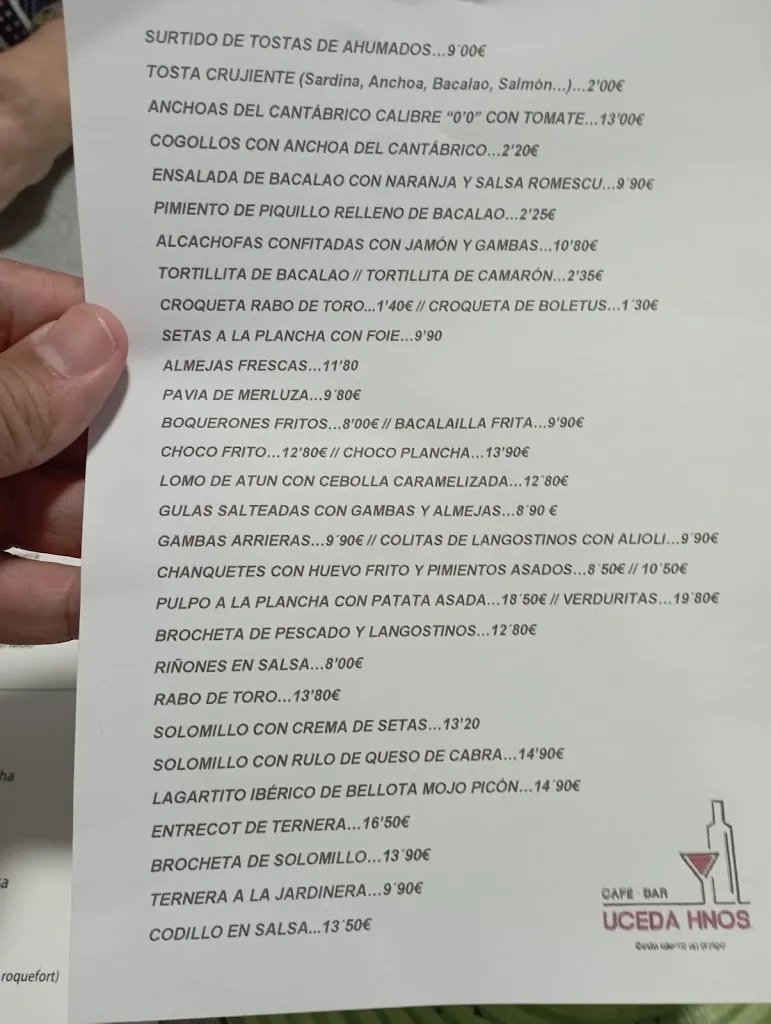 SURTIDO DE TOSTAS DE AHUMADOS...9´00€
TOSTA CRUJIENTE (Sardina, Anchoa, Bacalao, Salmón...)...2'00€
ANCHOAS DEL CANTÁBRICO CALIBRE "0'0" CON TOMATE...13'00€
COGOLLOS CON ANCHOA DEL CANTÁBRICO...2'20€
ENSALADA DE BACALAO CON NARANJA Y SALSA ROMESCU...9´90€
PIMIENTO DE PIQUILLO RELLENO DE BACALAO...2'25€
ALCACHOFAS CONFITADAS CON JAMÓN Y GAMBAS...10'80€
TORTILLITA DE BACALAO // TORTILLITA DE CAMARÓN...2'35€
CROQUETA RABO DE TORO...1'40€ // CROQUETA DE BOLETUS...1´30€
SETAS A LA PLANCHA CON FOIE...9'90
ALMEJAS FRESCAS...11'80
PAVIA DE MERLUZA...9´80€
BOQUERONES FRITOS...8'00€ // BACALAILLA FRITA...9'90€
CHOCO FRITO...12'80€ // CHOCO PLANCHA...13'90€
LOMO DE ATUN CON CEBOLLA CARAMELIZADA...12´80€
GULAS SALTEADAS CON GAMBAS Y ALMEJAS...8´90 €
GAMBAS ARRIERAS...9´90€ // COLITAS DE LANGOSTINOS CON ALIOLI...9´90€
CHANQUETES CON HUEVO FRITO Y PIMIENTOS ASADOS...8´50€ // 10´50€
PULPO A LA PLANCHA CON PATATA ASADA...18´50€ // VERDURITAS...19´80€
BROCHETA DE PESCADO Y LANGOSTINOS...12´80€
RIÑONES EN SALSA...8'00€
RABO DE TORO...13'80€
SOLOMILLO CON CREMA DE SETAS...13'20
SOLOMILLO CON RULO DE QUESO DE CABRA...14'90€
LAGARTITO IBÉRICO DE BELLOTA MOJO PICÓN...14´90€
ENTRECOT DE TERNERA...16'50€
BROCHETA DE SOLOMILLO...13´90€
TERNERA A LA JARDINERA...9´90€
CODILLO EN SALSA...13´50€
CAFÉ - BAR
UCEDA HNOS.
ha
a
roquefort)